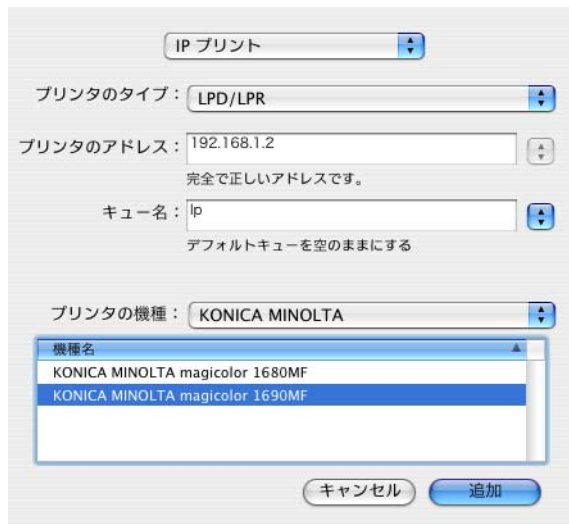 IP プリント
プリンタのタイプ： LPD/LPR
プリンタのアドレス： 192.168.1.2
完全で正しいアドレスです。
キュー名： lp
デフォルトキューを空のままにする
プリンタの機種： KONICA MINOLTA
機種名
KONICA MINOLTA magicolor 1680MF
KONICA MINOLTA magicolor 1690MF
キャンセル 追加